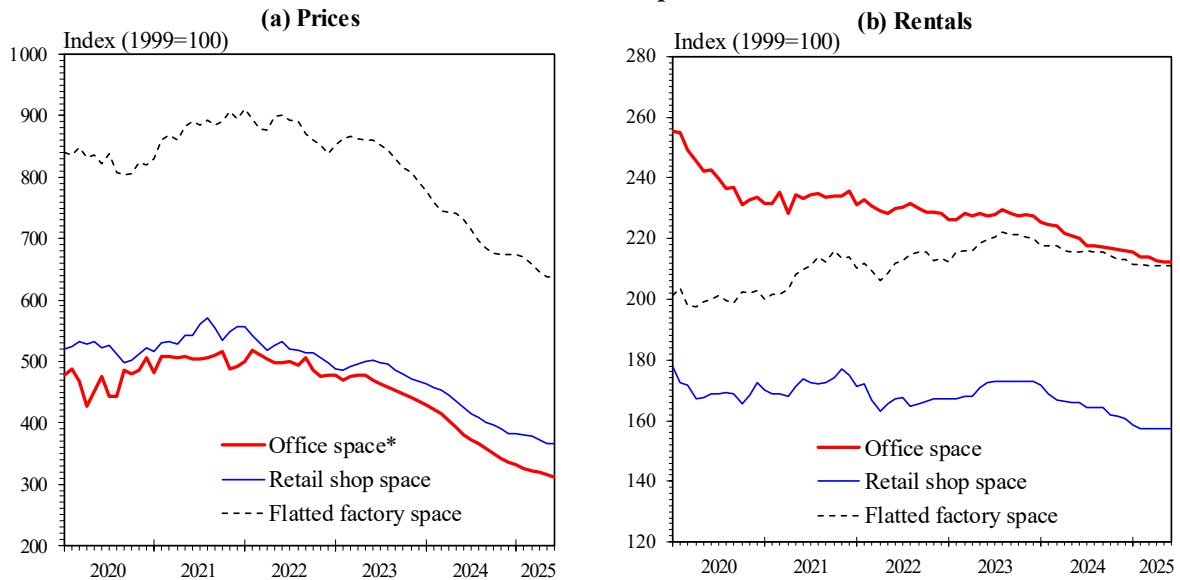 (a) Prices
Index (1999=100)
1000
900
800
700
600
500
400
300
200
2020 2021 2022 2023 2024 2025
Office space*
Retail shop space
Flatted factory space
(b) Rentals
Index (1999=100)
280
260
240
220
200
180
160
140
120
2020 2021 2022 2023 2024 2025
Office space
Retail shop space
Flatted factory space